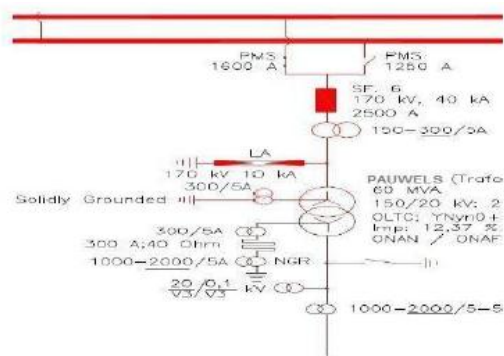 PMS
1600 A
PMS
1250 A
SF. 6
170 kV, 40 kA
2500 A
150-300/5A
LA
170 kV 10 kA
300/5A
Solidly Grounded
PAUWELS (Trafo
60 MVA
150/20 kV; 2
OLTC; YNyn0+
Imp: 12,37 %
ONAN / ONAF
300/5A
300 A;40 Ohm
1000-2000/5A
NGR
20/0,1 kV
V3/V3
1000-2000/5-5